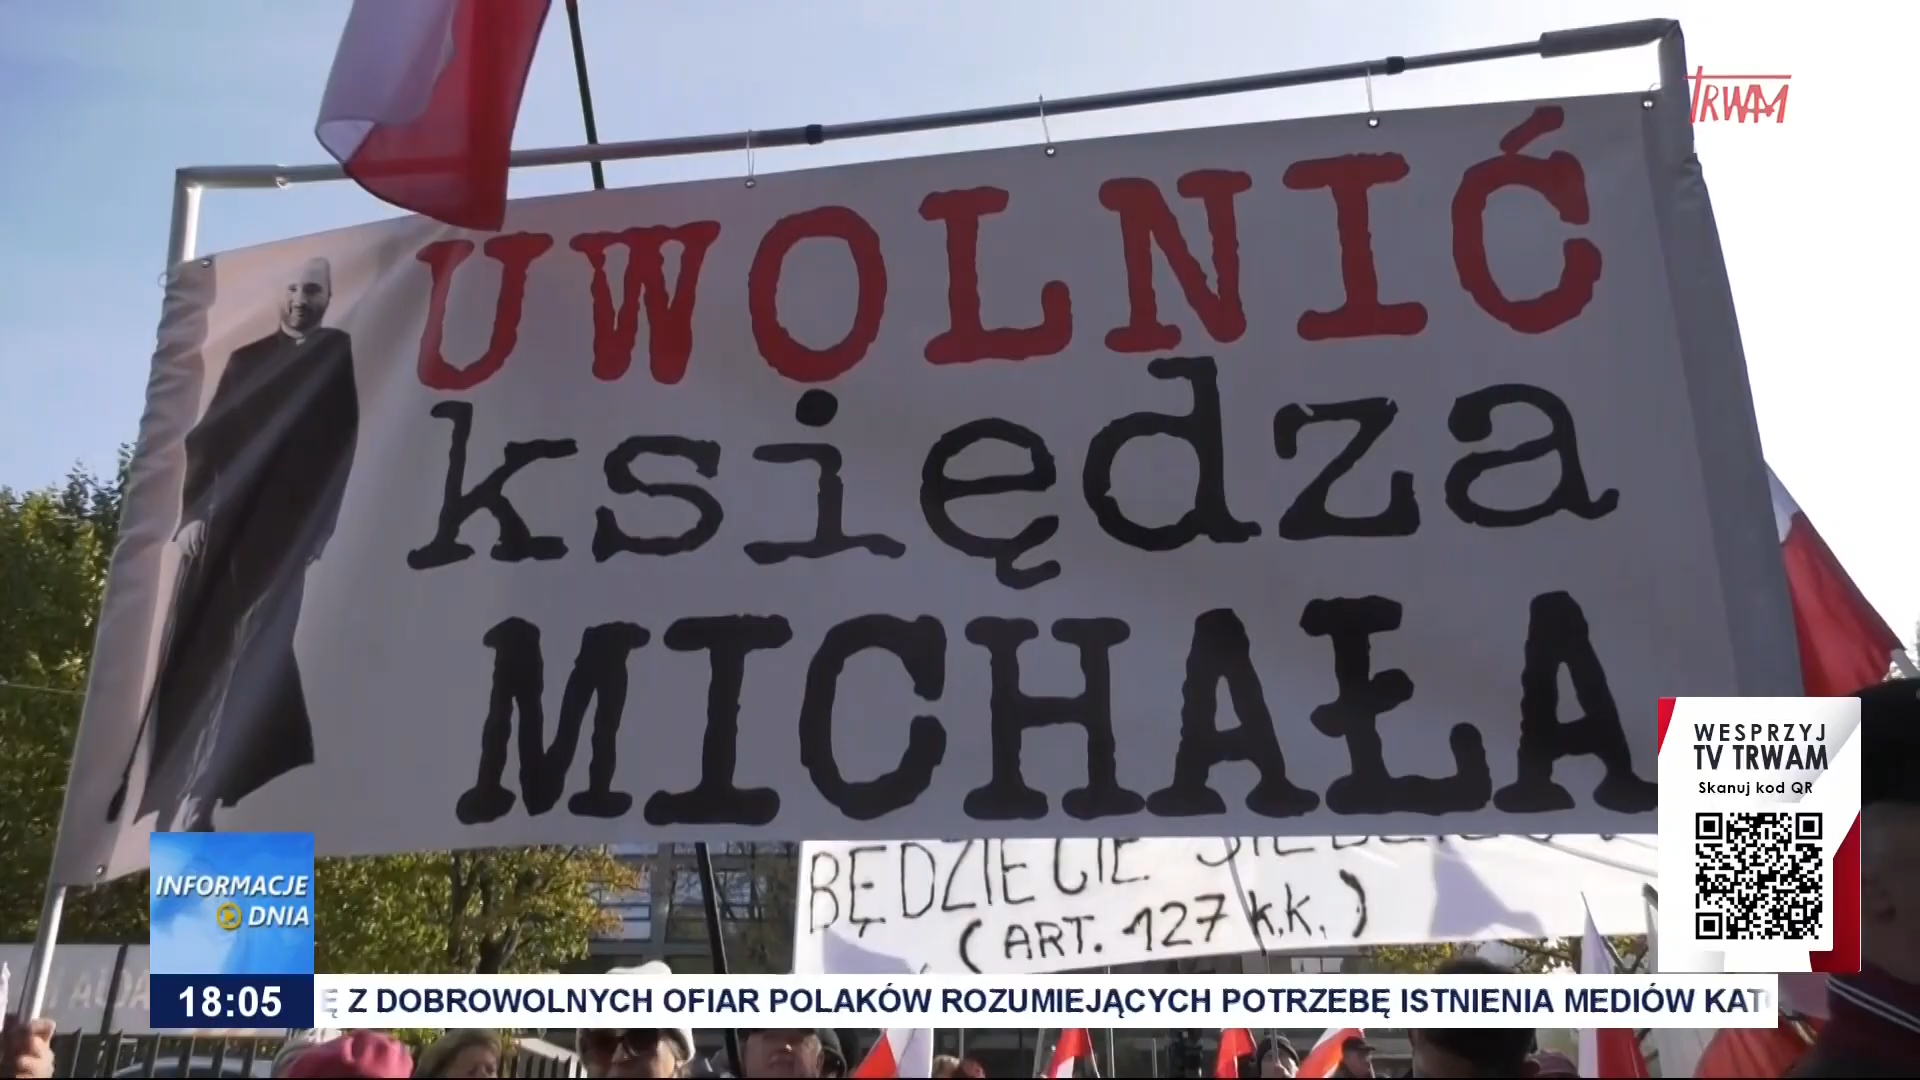 TRWAM
UWOLNIĆ
księdza
MICHAŁA
WESPRZYJ
TV TRWAM
Skanuj kod QR
BĘDZIECIE
(ART. 127 k.k.)
INFORMACJE
DNIA
18:05
Z DOBROWOLNYCH OFIAR POLAKÓW ROZUMIEJĄCYCH POTRZEBĘ ISTNIENIA MEDIÓW